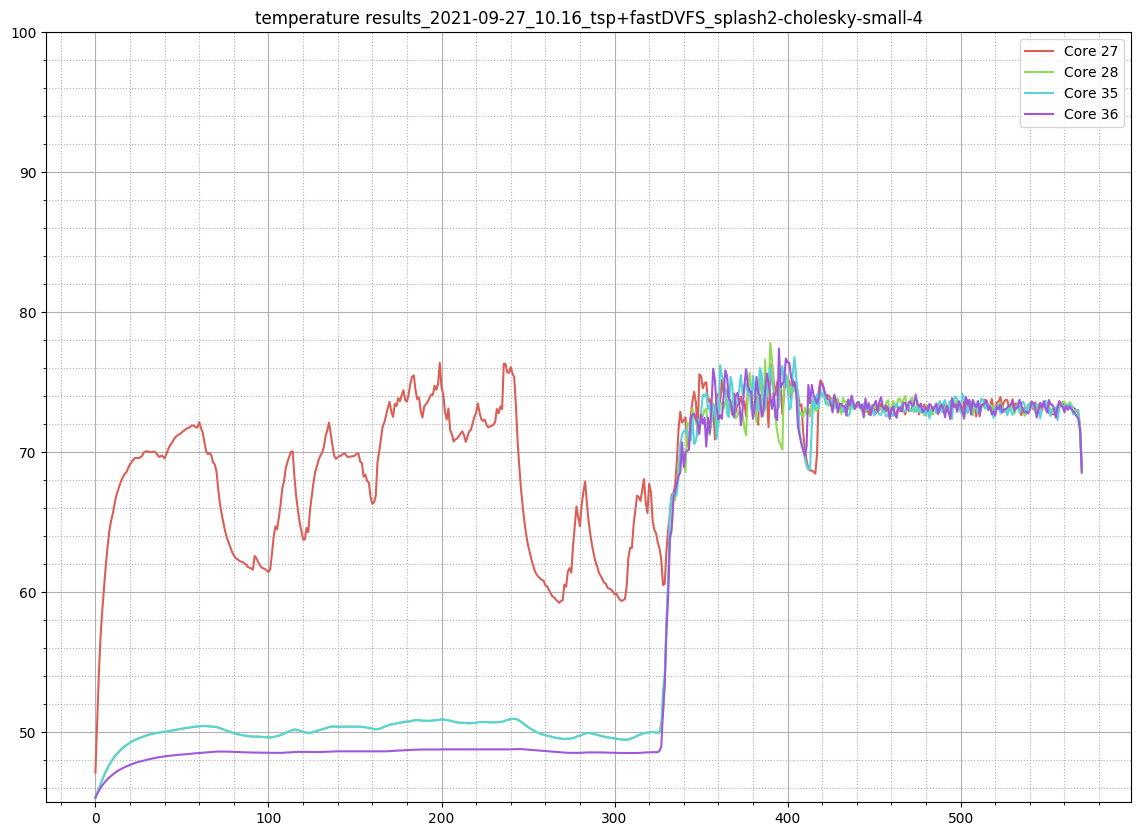 temperature results_2021-09-27_10.16_tsp+fastDVFS_splash2-cholesky-small-4
100
90
80
70
60
50
0 100 200 300 400 500
Core 27
Core 28
Core 35
Core 36